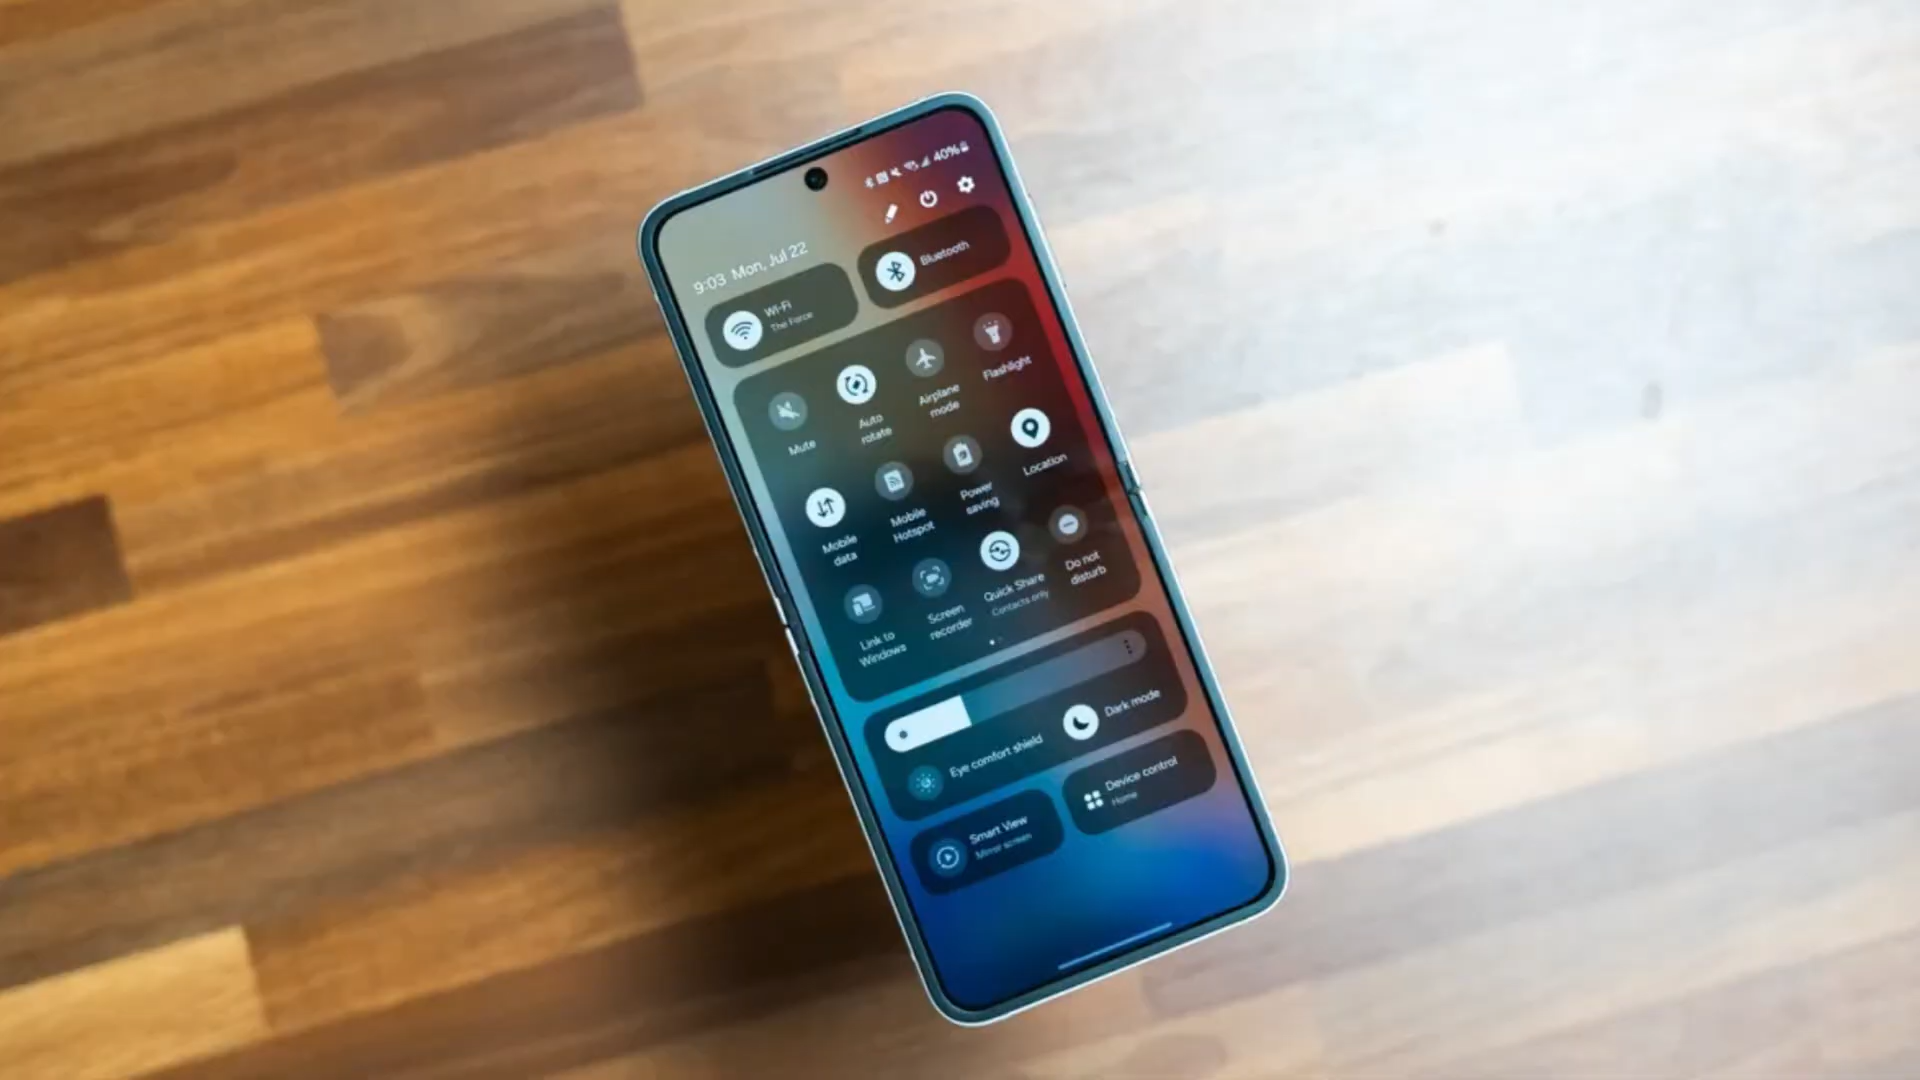 40%
9:03 Mon, Jul 22
Wi-Fi
The Force
Bluetooth
Mute
Auto
rotate
Airplane
mode
Flashlight
Mobile
data
Mobile
Hotspot
Power
saving
Location
Link to
Windows
Screen
recorder
Quick Share
Contacts only
Do not
disturb
Eye comfort shield
Dark mode
Smart View
Mirror screen
Device control
Home